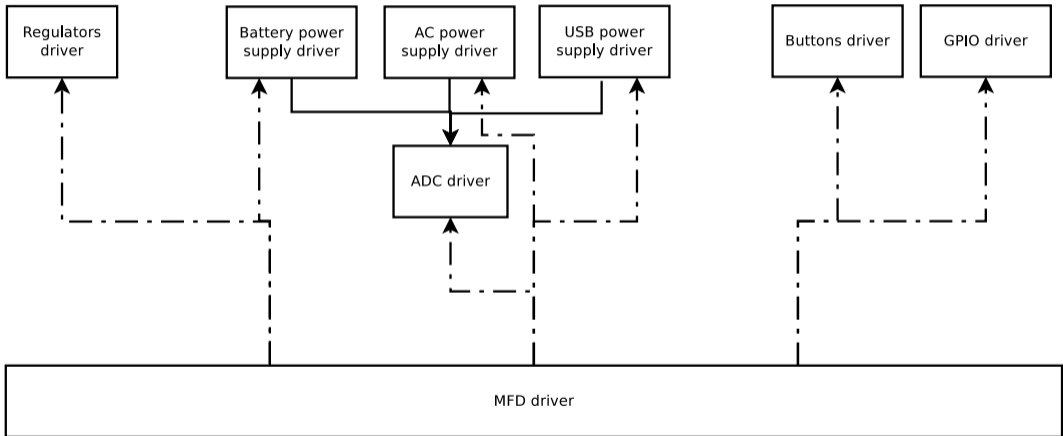 Regulators
driver
Battery power
supply driver
AC power
supply driver
USB power
supply driver
Buttons driver
GPIO driver
ADC driver
MFD driver